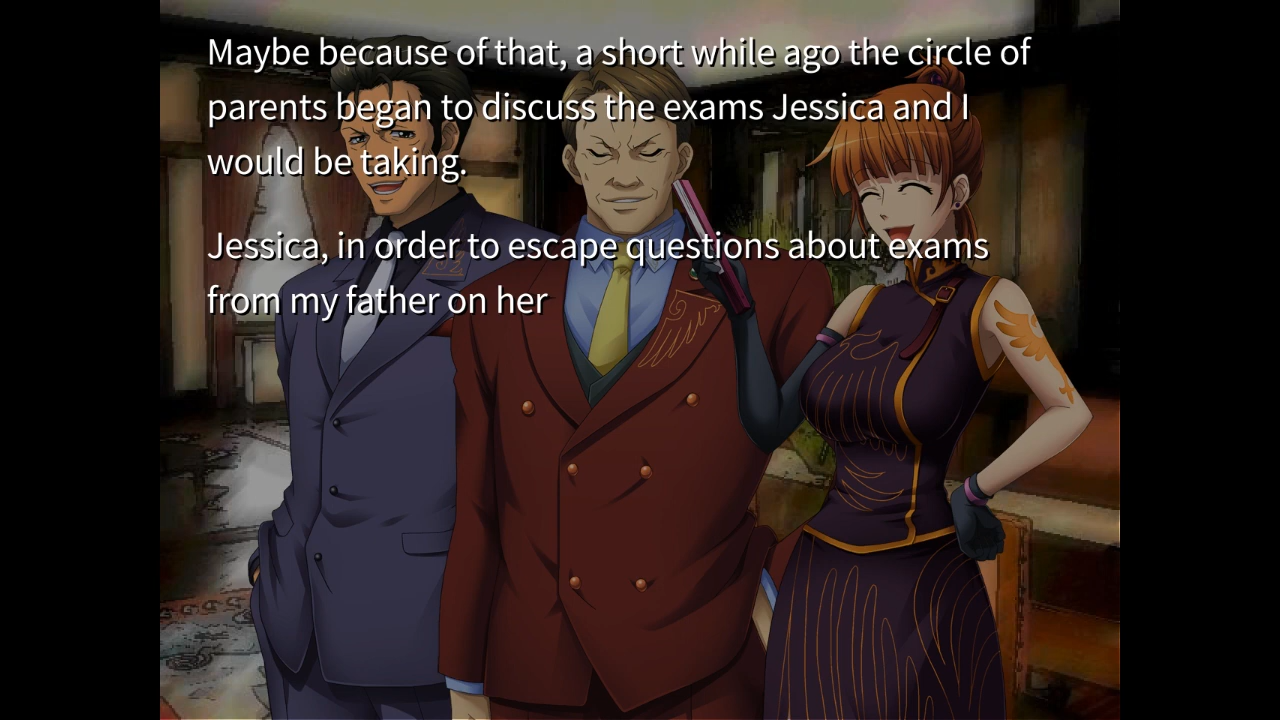 Maybe because of that, a short while ago the circle of
parents began to discuss the exams Jessica and I
would be taking.
Jessica, in order to escape questions about exams
from my father on her